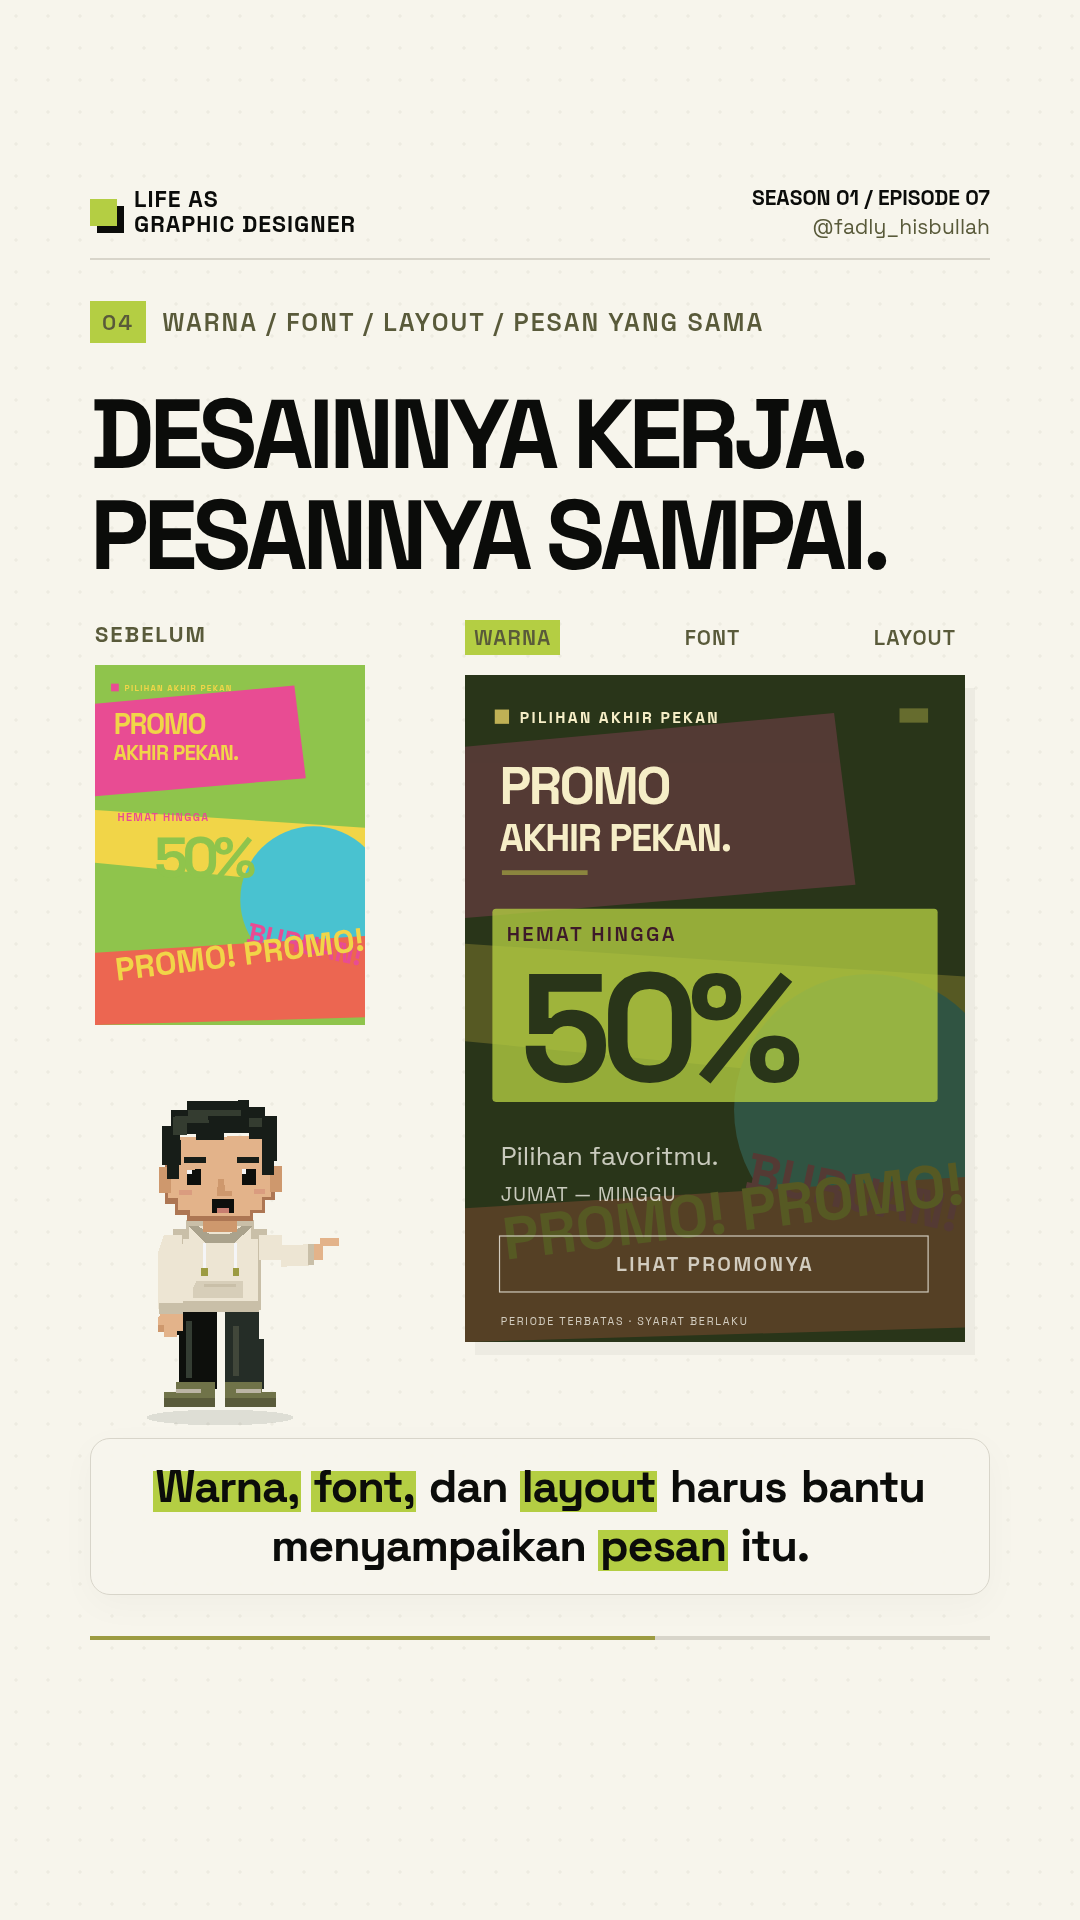 LIFE AS
GRAPHIC DESIGNER
SEASON 01 / EPISODE 07
@fadly_hisbullah
04 WARNA / FONT / LAYOUT / PESAN YANG SAMA
DESAINNYA KERJA.
PESANNYA SAMPAI.
SEBELUM
PILIHAN AKHIR PEKAN
PROMO
AKHIR PEKAN.
HEMAT HINGGA
50%
PROMO! PROMO!
WARNA FONT LAYOUT
PILIHAN AKHIR PEKAN
PROMO
AKHIR PEKAN.
HEMAT HINGGA
50%
Pilihan favoritmu.
JUMAT — MINGGU
PROMO! PROMO!
LIHAT PROMONYA
PERIODE TERBATAS · SYARAT BERLAKU
Warna, font, dan layout harus bantu
menyampaikan pesan itu.